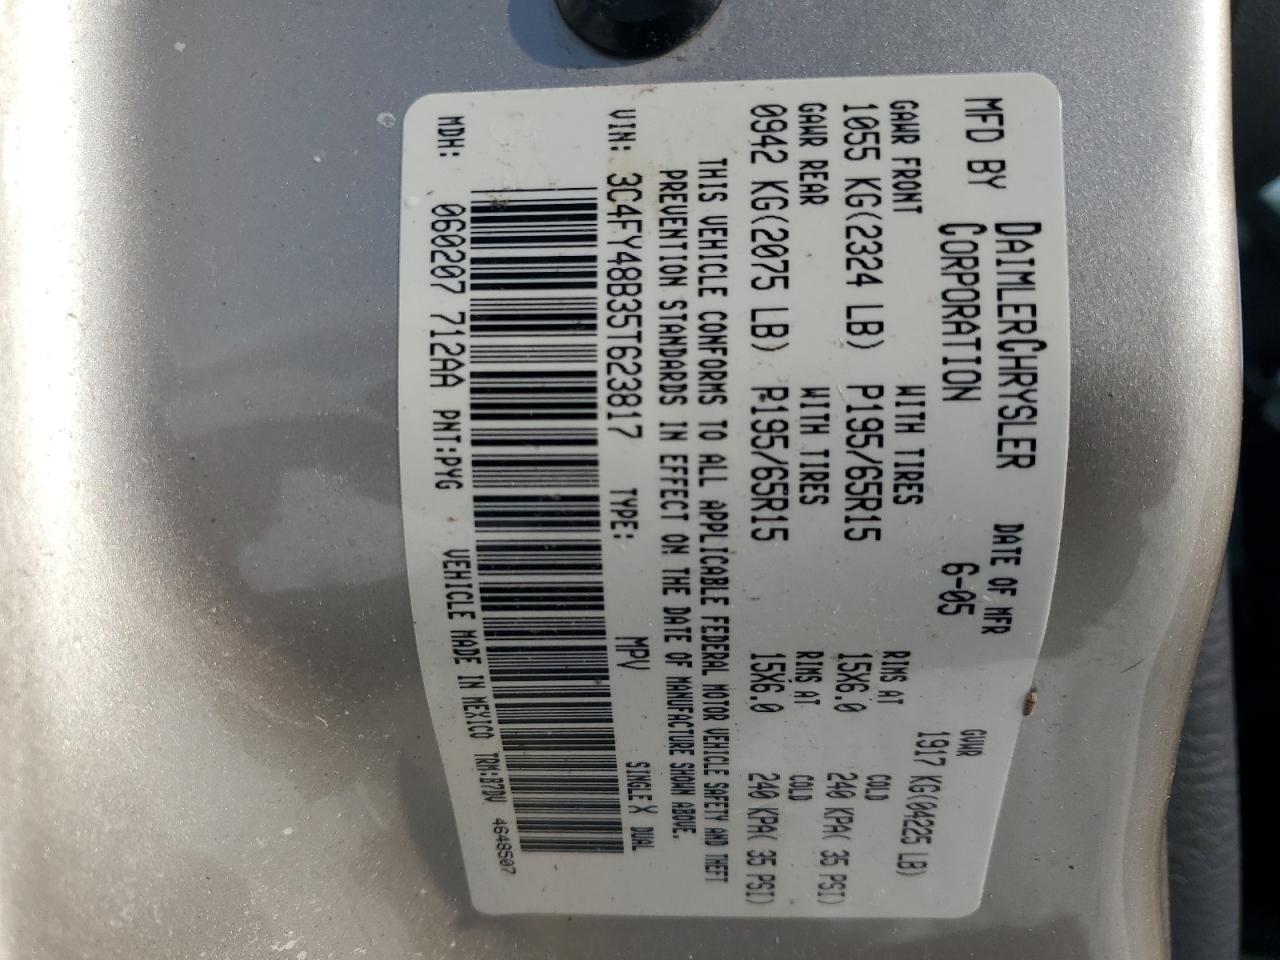 MFD BY DAIMLERCHRYSLER CORPORATION DATE OF MFR 6-05 GVWR 1917 KG(04225 LB)
GAWR FRONT WITH TIRES RIMS AT COLD
1055 KG(2324 LB) P195/65R15 15X6.0 240 KPA( 35 PSI)
GAWR REAR WITH TIRES RIMS AT COLD
0942 KG(2075 LB) P195/65R15 15X6.0 240 KPA( 35 PSI)
THIS VEHICLE CONFORMS TO ALL APPLICABLE FEDERAL MOTOR VEHICLE SAFETY AND THEFT
PREVENTION STANDARDS IN EFFECT ON THE DATE OF MANUFACTURE SHOWN ABOVE.
VIN: 3C4FY48B35T623817 TYPE: MPV SINGLE X DUAL
MDH: 060207 712AA PNT:PYG VEHICLE MADE IN MEXICO TRM:B7DV 4648507